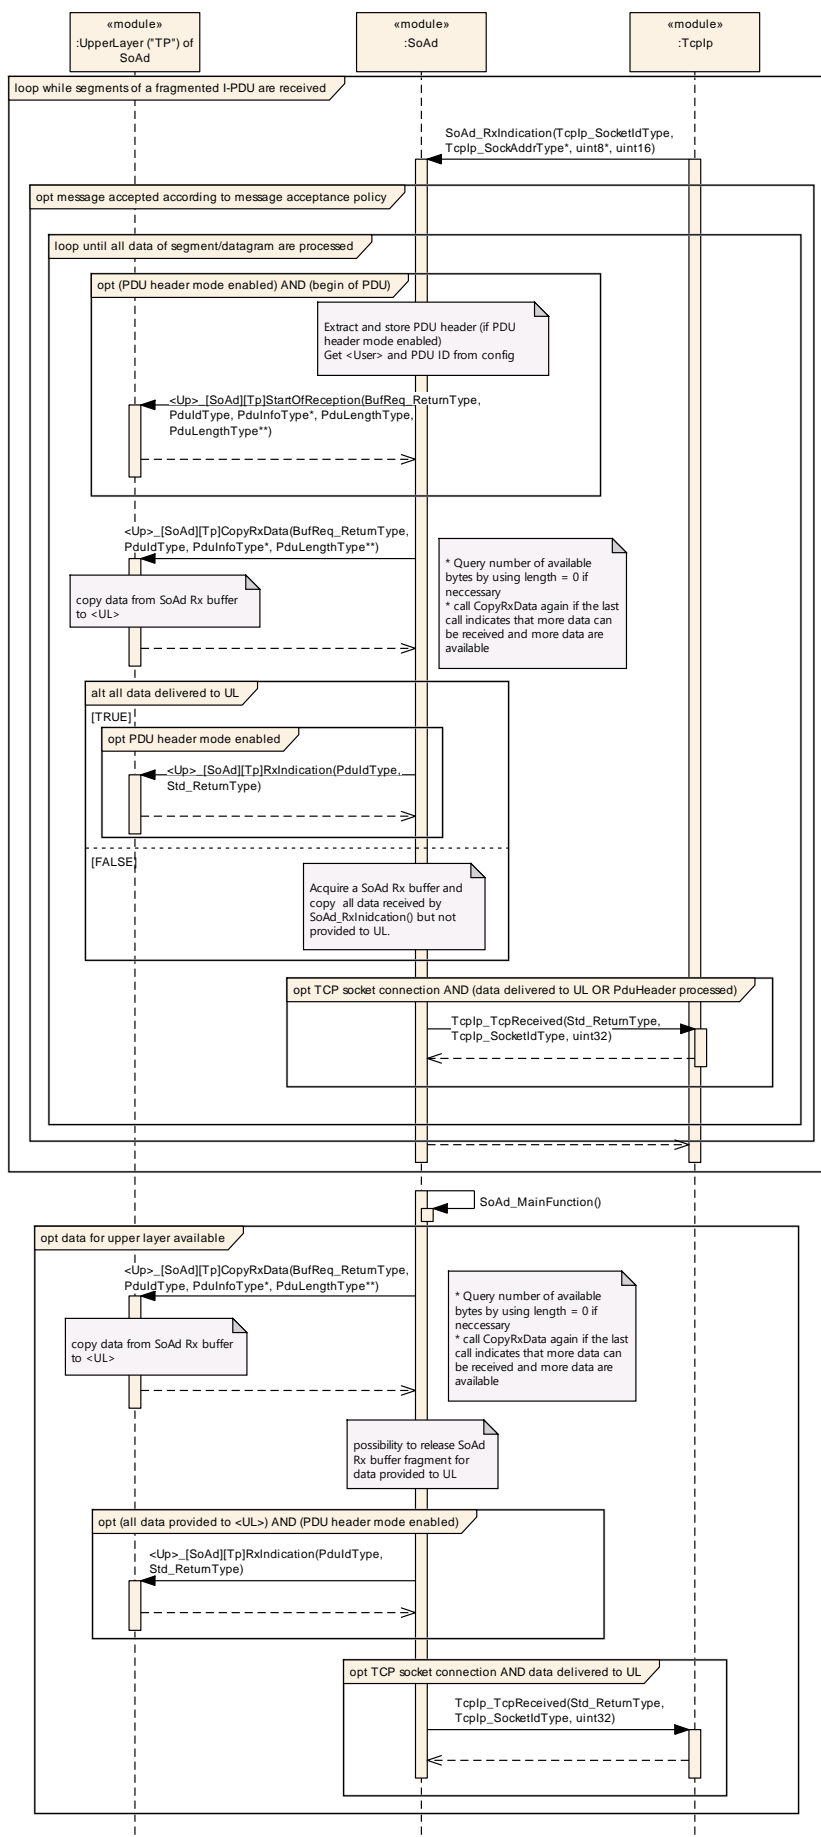 «module»
:UpperLayer ("TP") of
SoAd
«module»
:SoAd
«module»
:TcpIp
loop while segments of a fragmented I-PDU are received
SoAd_RxIndication(TcpIp_SocketIdType,
TcpIp_SockAddrType*, uint8*, uint16)
opt message accepted according to message acceptance policy
loop until all data of segment/datagram are processed
opt (PDU header mode enabled) AND (begin of PDU)
Extract and store PDU header (if PDU
header mode enabled)
Get <User> and PDU ID from config
<Up>_[SoAd][Tp]StartOfReception(BufReq_ReturnType,
PduIdType, PduInfoType*, PduLengthType,
PduLengthType**)
<Up>_[SoAd][Tp]CopyRxData(BufReq_ReturnType,
PduIdType, PduInfoType*, PduLengthType**)
* Query number of available
bytes by using length = 0 if
neccessary
* call CopyRxData again if the last
call indicates that more data can
be received and more data are
available
copy data from SoAd Rx buffer
to <UL>
alt all data delivered to UL
[TRUE]
opt PDU header mode enabled
<Up>_[SoAd][Tp]RxIndication(PduIdType,
Std_ReturnType)
[FALSE]
Acquire a SoAd Rx buffer and
copy  all data received by
SoAd_RxInidcation() but not
provided to UL.
opt TCP socket connection AND (data delivered to UL OR PduHeader processed)
TcpIp_TcpReceived(Std_ReturnType,
TcpIp_SocketIdType, uint32)
SoAd_MainFunction()
opt data for upper layer available
<Up>_[SoAd][Tp]CopyRxData(BufReq_ReturnType,
PduIdType, PduInfoType*, PduLengthType**)
* Query number of available
bytes by using length = 0 if
neccessary
* call CopyRxData again if the last
call indicates that more data can
be received and more data are
available
copy data from SoAd Rx buffer
to <UL>
possibility to release SoAd
Rx buffer fragment for
data provided to UL
opt (all data provided to <UL>) AND (PDU header mode enabled)
<Up>_[SoAd][Tp]RxIndication(PduIdType,
Std_ReturnType)
opt TCP socket connection AND data delivered to UL
TcpIp_TcpReceived(Std_ReturnType,
TcpIp_SocketIdType, uint32)